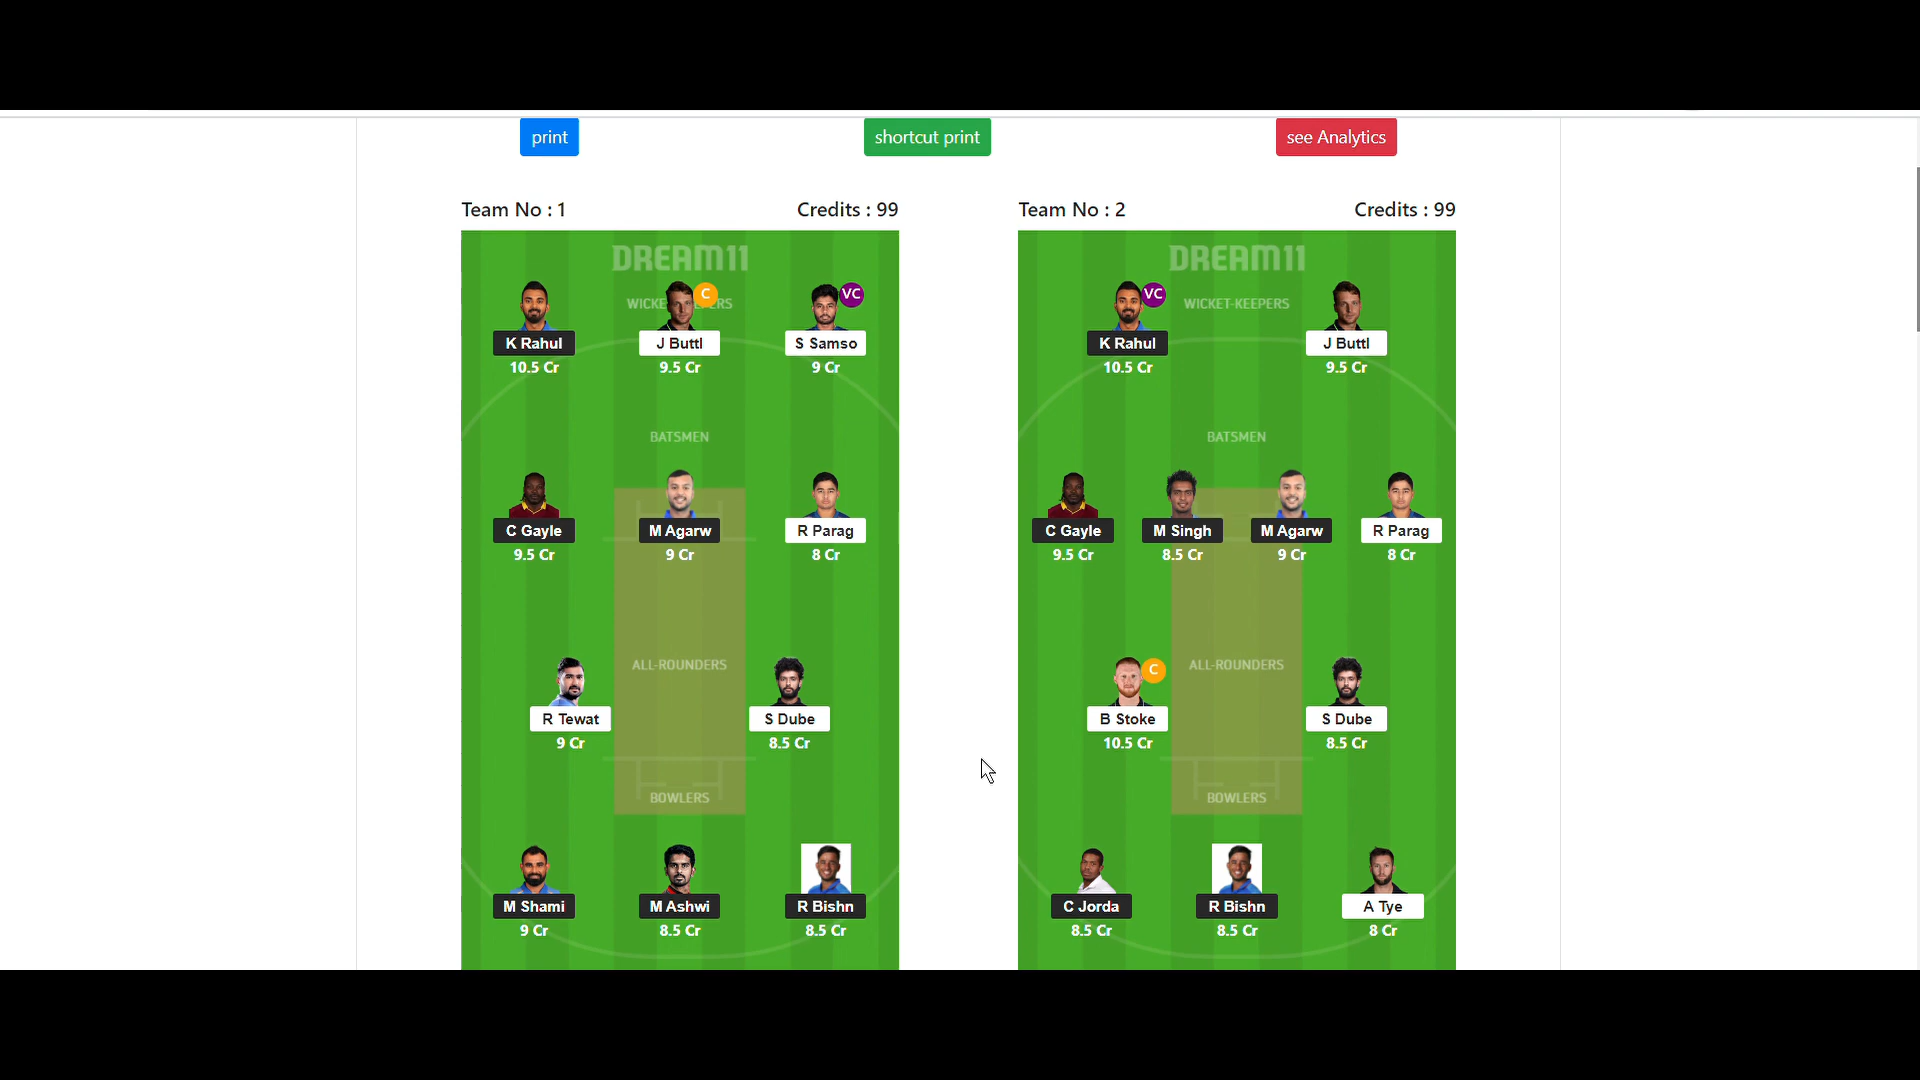 print
shortcut print
see Analytics
Team No : 1
Credits : 99
DREAM11
C
VC
K Rahul
J Buttl
S Samso
10.5 Cr
9.5 Cr
9 Cr
BATSMEN
C Gayle
M Agarw
R Parag
9.5 Cr
9 Cr
8 Cr
ALL-ROUNDERS
R Tewat
S Dube
9 Cr
8.5 Cr
BOWLERS
M Shami
M Ashwi
R Bishn
9 Cr
8.5 Cr
8.5 Cr
Team No : 2
Credits : 99
DREAM11
VC
WICKET-KEEPERS
K Rahul
J Buttl
10.5 Cr
9.5 Cr
BATSMEN
C Gayle
M Singh
M Agarw
R Parag
9.5 Cr
8.5 Cr
9 Cr
8 Cr
C
ALL-ROUNDERS
B Stoke
S Dube
10.5 Cr
8.5 Cr
BOWLERS
C Jorda
R Bishn
A Tye
8.5 Cr
8.5 Cr
8 Cr